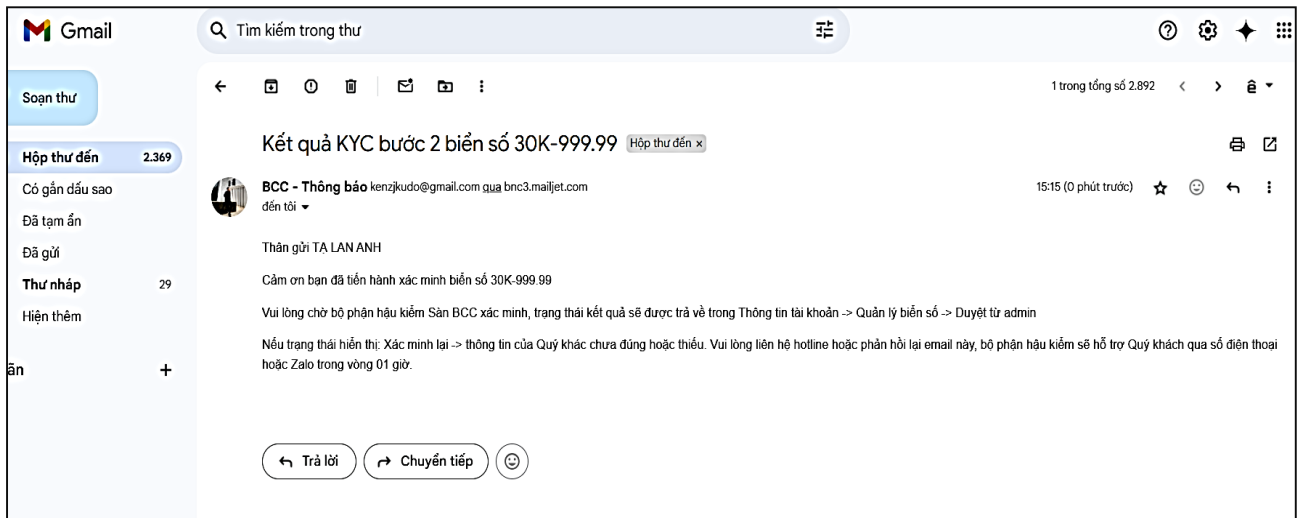 Gmail
Tìm kiếm trong thư
Soạn thư
1 trong tổng số 2.892
Kết quả KYC bước 2 biển số 30K-999.99 Hộp thư đến ×
Hộp thư đến 2.369
Có gắn dấu sao
Đã tạm ẩn
Đã gửi
Thư nháp 29
Hiện thêm
BCC - Thông báo kenzjkudo@gmail.com qua bnc3.mailjet.com
15:15 (0 phút trước)
đến tôi
Thân gửi TẠ LAN ANH
Cảm ơn bạn đã tiến hành xác minh biển số 30K-999.99
Vui lòng chờ bộ phận hậu kiểm Sàn BCC xác minh, trạng thái kết quả sẽ được trả về trong Thông tin tài khoản -> Quản lý biển số -> Duyệt từ admin
Nếu trạng thái hiển thị: Xác minh lại -> thông tin của Quý khác chưa đúng hoặc thiếu. Vui lòng liên hệ hotline hoặc phản hồi lại email này, bộ phận hậu kiểm sẽ hỗ trợ Quý khách qua số điện thoại
hoặc Zalo trong vòng 01 giờ.
Trả lời
Chuyển tiếp